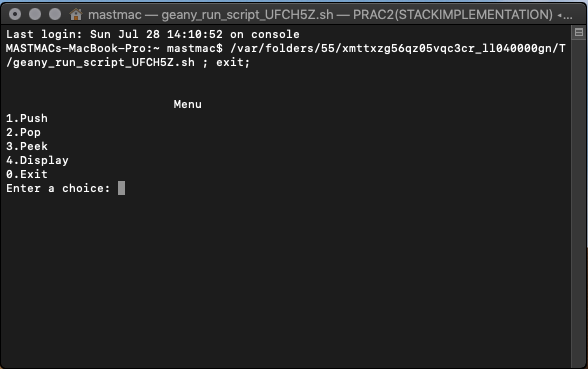 mastmac — geany_run_script_UFCH5Z.sh — PRAC2(STACKIMPLEMENTATION) ◂...
Last login: Sun Jul 28 14:10:52 on console
MASTMACs-MacBook-Pro:~ mastmac$ /var/folders/55/xmttxzg56qz05vqc3cr_ll040000gn/T
/geany_run_script_UFCH5Z.sh ; exit;
Menu
1.Push
2.Pop
3.Peek
4.Display
0.Exit
Enter a choice: